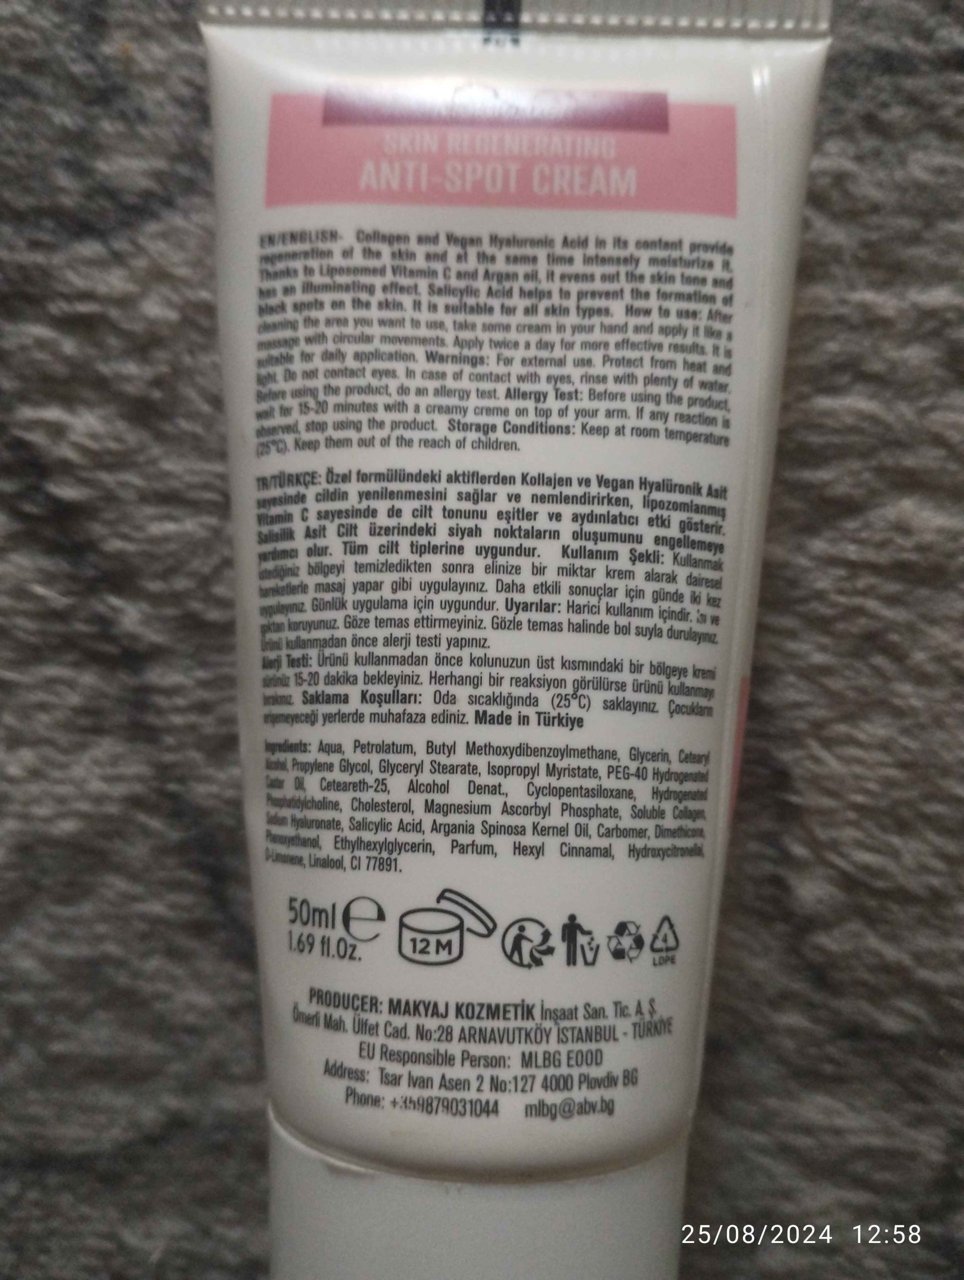 SKIN REGENERATING
ANTI-SPOT CREAM
EN/ENGLISH- Collagen and Vegan Hyaluronic Acid in its content provide
regeneration of the skin and at the same time intensely moisturize it.
Thanks to Liposomed Vitamin C and Argan oil, it evens out the skin tone and
has an illuminating effect. Salicylic Acid helps to prevent the formation of
black spots on the skin. It is suitable for all skin types. How to use: After
cleaning the area you want to use, take some cream in your hand and apply it like a
massage with circular movements. Apply twice a day for more effective results. It is
suitable for daily application. Warnings: For external use. Protect from heat and
light. Do not contact eyes. In case of contact with eyes, rinse with plenty of water.
Before using the product, do an allergy test. Allergy Test: Before using the product,
wait for 15-20 minutes with a creamy creme on top of your arm. If any reaction is
observed, stop using the product. Storage Conditions: Keep at room temperature
(25°C). Keep them out of the reach of children.
TR/TÜRKÇE: Özel formülündeki aktiflerden Kollajen ve Vegan Hyalüronik Asit
sayesinde cildin yenilenmesini sağlar ve nemlendirirken, lipozomlanmış
Vitamin C sayesinde de cilt tonunu eşitler ve aydınlatıcı etki gösterir.
Salisilik Asif Cilt üzerindeki siyah noktaların oluşumunu engellemeye
yardımcı olur. Tüm cilt tiplerine uygundur. Kullanım Şekli: Kullanmak
istediğiniz bölgeyi temizledikten sonra elinize bir miktar krem alarak dairesel
hareketlerle masaj yapar gibi uygulayınız. Daha etkili sonuçlar için günde iki kez
uygulayınız. Günlük uygulama için uygundur. Uyarılar: Harici kullanım içindir. Isı ve
ışıktan koruyunuz. Göze temas ettirmeyiniz. Gözle temas halinde bol suyla durulayınız.
Ürünü kullanmadan önce alerji testi yapınız.
Alerji Testi: Ürünü kullanmadan önce kolunuzun üst kısmındaki bir bölgeye kremi
sürünüz 15-20 dakika bekleyiniz. Herhangi bir reaksiyon görülürse ürünü kullanmayı
bırakınız. Saklama Koşulları: Oda sıcaklığında (25°C) saklayınız. Çocukların
erişemeyeceği yerlerde muhafaza ediniz. Made in Türkiye
Ingredients: Aqua, Petrolatum, Butyl Methoxydibenzoylmethane, Glycerin, Cetearyl
Alcohol, Propylene Glycol, Glyceryl Stearate, Isopropyl Myristate, PEG-40 Hydrogenated
Castor Oil, Ceteareth-25, Alcohol Denat., Cyclopentasiloxane, Hydrogenated
Phosphatidylcholine, Cholesterol, Magnesium Ascorbyl Phosphate, Soluble Collagen,
Sodium Hyaluronate, Salicylic Acid, Argania Spinosa Kernel Oil, Carbomer, Dimethicone,
Phenoxyethanol, Ethylhexylglycerin, Parfum, Hexyl Cinnamal, Hydroxycitronellal,
D-Limonene, Linalool, CI 77891.
50ml e
1.69 fl.Oz.
12 M
4
LDPE
PRODUCER: MAKYAJ KOZMETİK İnşaat San. Tic. A.Ş.
Ömerli Mah. Ülfet Cad. No:28 ARNAVUTKÖY İSTANBUL - TÜRKİYE
EU Responsible Person: MLBG EOOD
Address: Tsar Ivan Asen 2 No:127 4000 Plovdiv BG
Phone: +359879031044 mlbg@abv.bg
25/08/2024 12:58